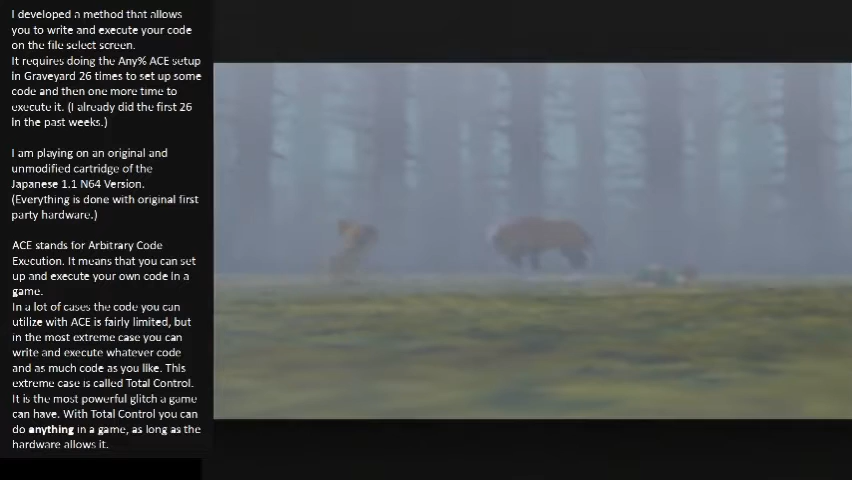 I developed a method that allows
you to write and execute your code
on the file select screen.
It requires doing the Any% ACE setup
in Graveyard 26 times to set up some
code and then one more time to
execute it. (I already did the first 26
in the past weeks.)
I am playing on an original and
unmodified cartridge of the
Japanese 1.1 N64 Version.
(Everything is done with original first
party hardware.)
ACE stands for Arbitrary Code
Execution. It means that you can set
up and execute your own code in a
game.
In a lot of cases the code you can
utilize with ACE is fairly limited, but
in the most extreme case you can
write and execute whatever code
and as much code as you like. This
extreme case is called Total Control.
It is the most powerful glitch a game
can have. With Total Control you can
do anything in a game, as long as the
hardware allows it.